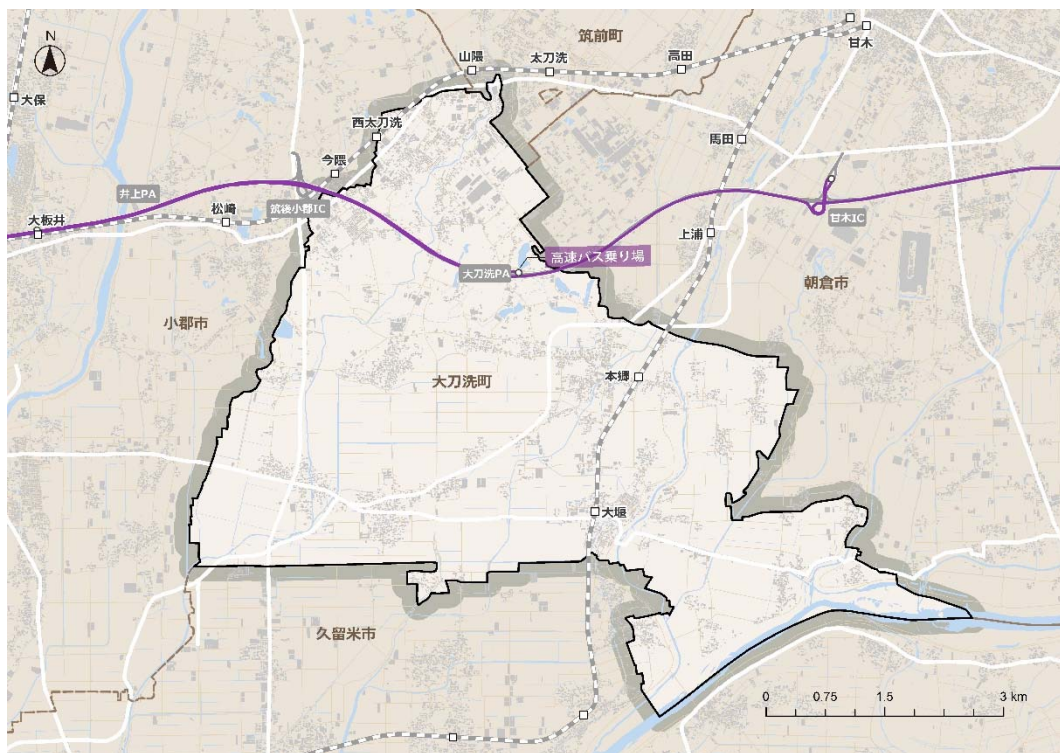 N
筑前町
山隈
太刀洗
高田
甘木
大保
西太刀洗
馬田
今隈
井上PA
筑後小郡IC
大板井
松崎
甘木IC
上浦
高速バス乗り場
大刀洗PA
朝倉市
小郡市
大刀洗町
本郷
大堰
久留米市
0 0.75 1.5 3 km